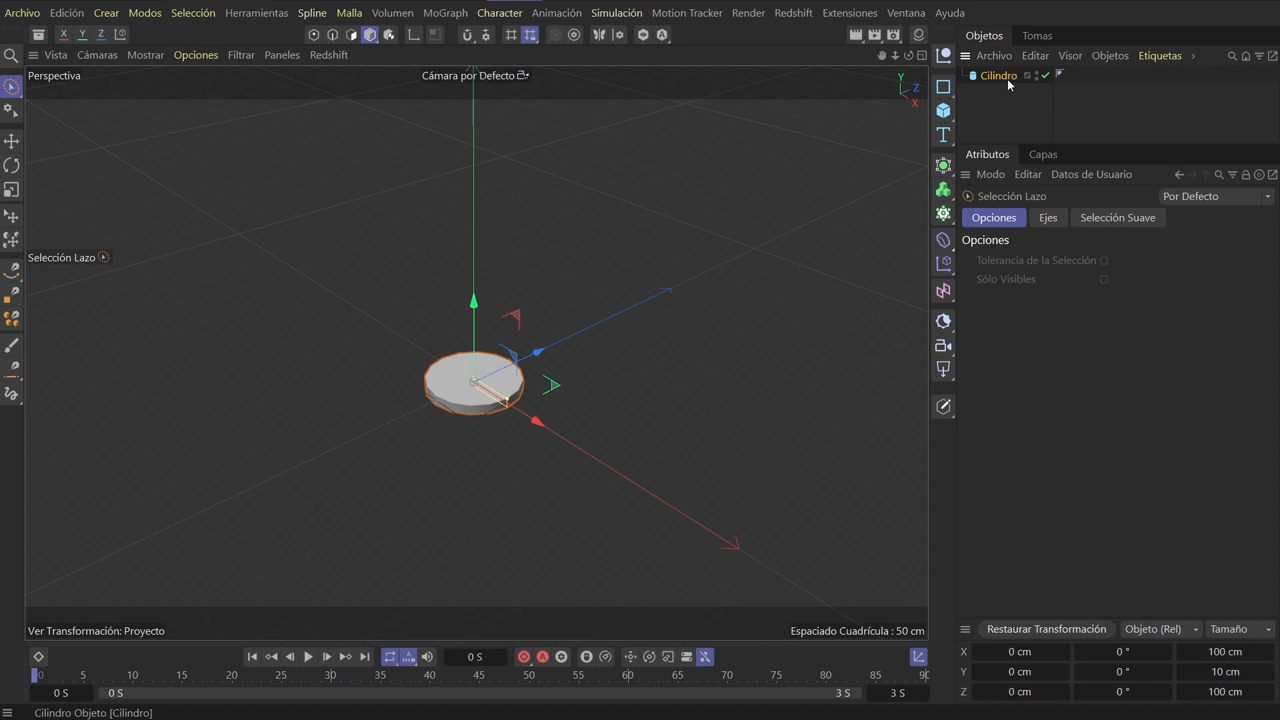 Archivo Edición Crear Modos Selección Herramientas Spline Malla Volumen MoGraph Character Animación Simulación Motion Tracker Render Redshift Extensiones Ventana Ayuda
X Y Z
Objetos Tomas
Vista Cámaras Mostrar Opciones Filtrar Paneles Redshift
Archivo Editar Visor Objetos Etiquetas
Perspectiva
Cámara por Defecto
Cilindro
Y
Z
X
Atributos Capas
Modo Editar Datos de Usuario
Selección Lazo
Por Defecto
Opciones Ejes Selección Suave
Opciones
Selección Lazo
Tolerancia de la Selección
Sólo Visibles
Ver Transformación: Proyecto
Espaciado Cuadrícula : 50 cm
Restaurar Transformación Objeto (Rel) Tamaño
0 S
X 0 cm 0 ° 100 cm
0 5 10 15 20 25 30 35 40 45 50 55 60 65 70 75 80 85 90
Y 0 cm 0 ° 10 cm
0 S 0 S 3 S 3 S
Z 0 cm 0 ° 100 cm
Cilindro Objeto [Cilindro]